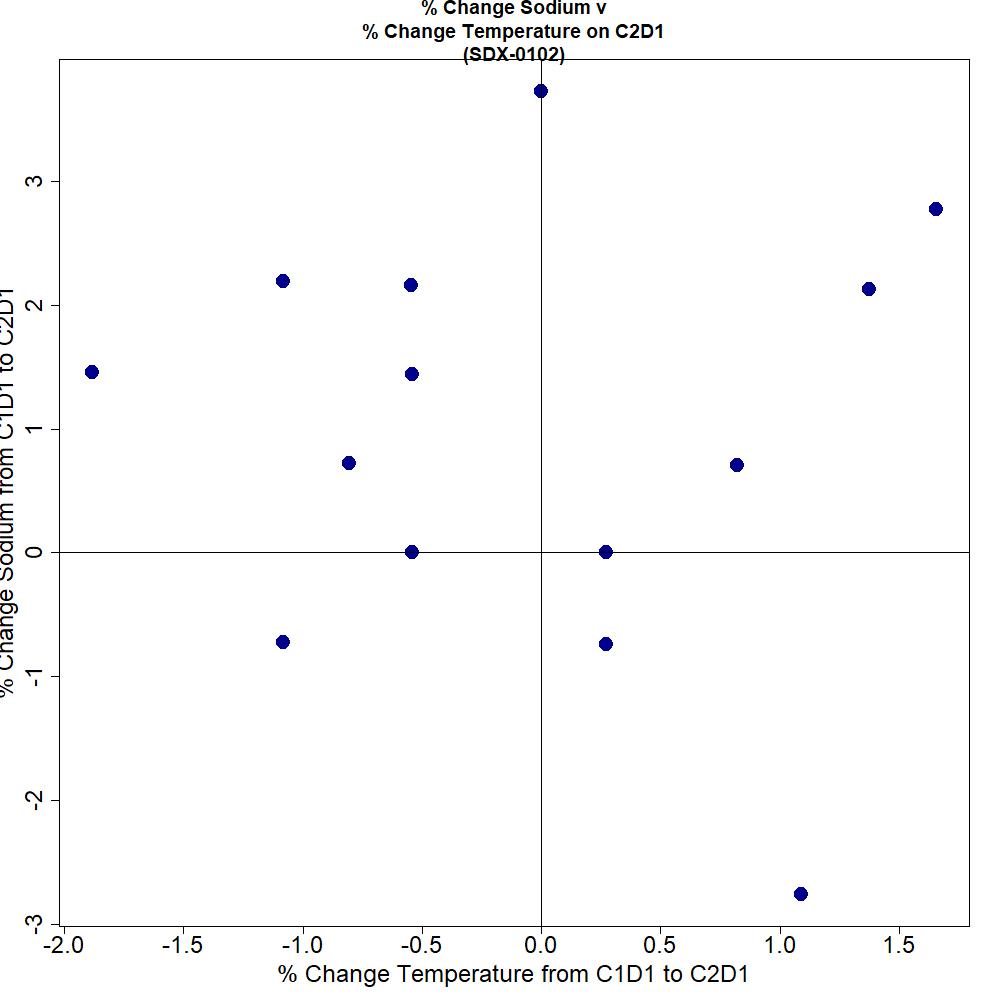 % Change Sodium v
% Change Temperature on C2D1
(SDX-0102)
% Change Sodium from C1D1 to C2D1
3
2
1
0
-1
-2
-3
-2.0 -1.5 -1.0 -0.5 0.0 0.5 1.0 1.5
% Change Temperature from C1D1 to C2D1